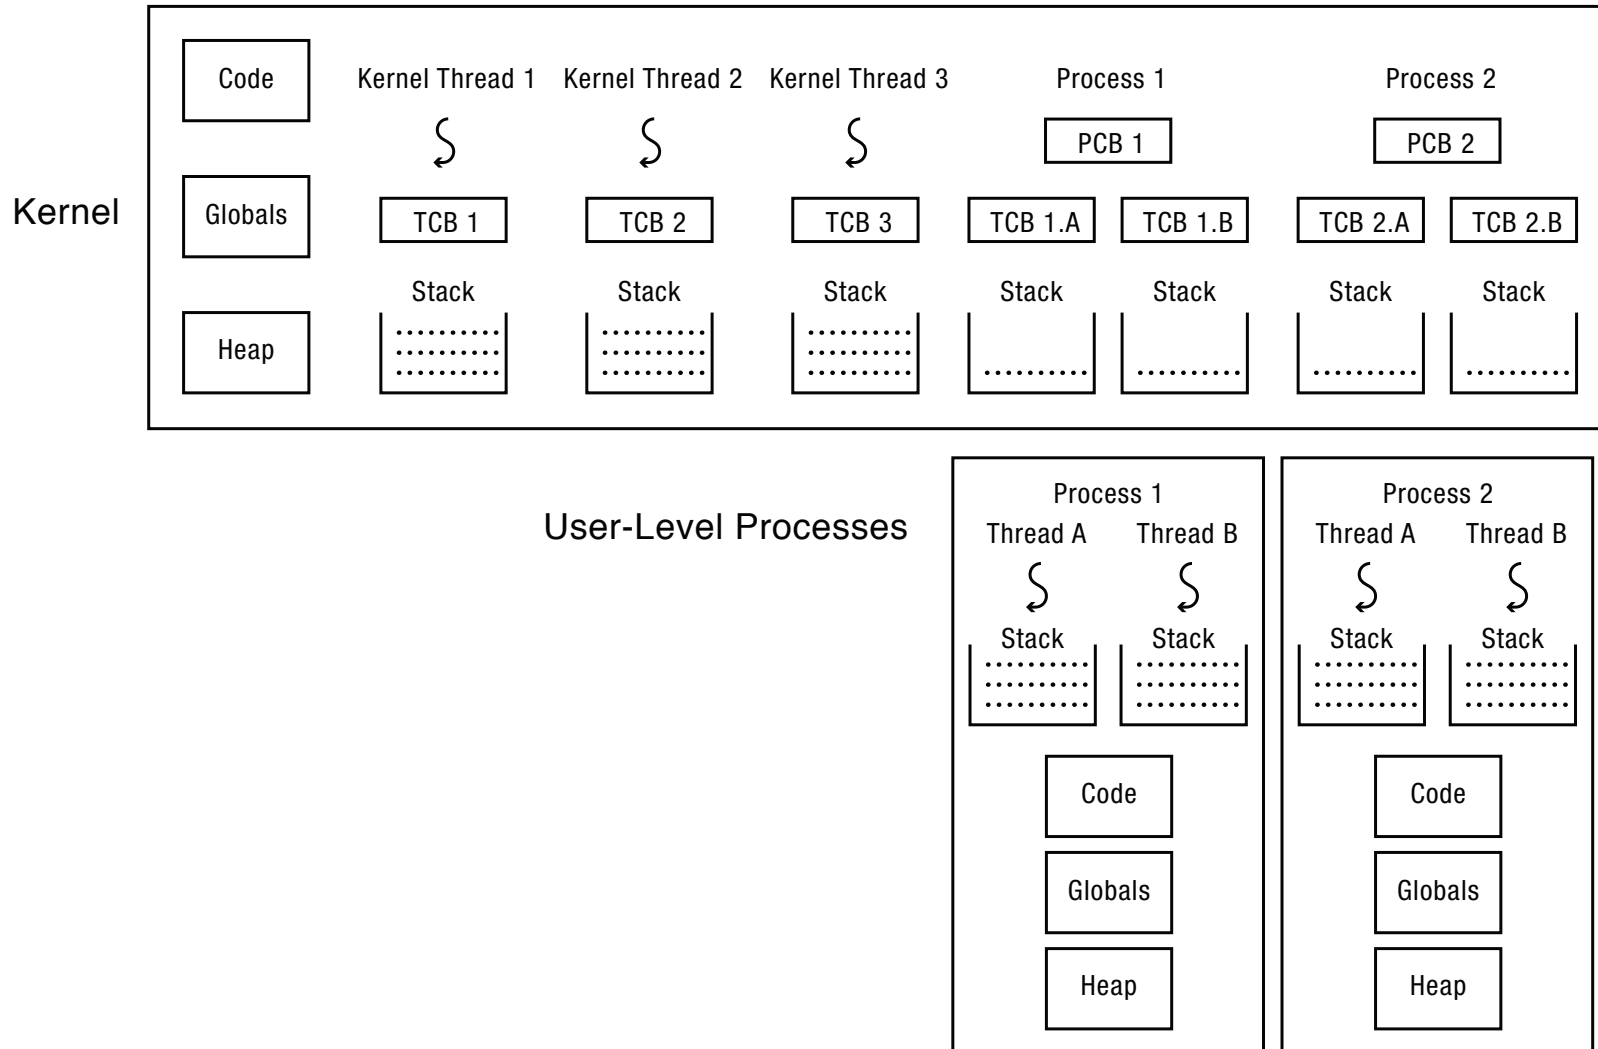 Kernel
Code
Globals
Heap
Kernel Thread 1
TCB 1
Stack
Kernel Thread 2
TCB 2
Stack
Kernel Thread 3
TCB 3
Stack
Process 1
PCB 1
TCB 1.A
TCB 1.B
Stack
Stack
Process 2
PCB 2
TCB 2.A
TCB 2.B
Stack
Stack
User-Level Processes
Process 1
Thread A
Thread B
Stack
Stack
Code
Globals
Heap
Process 2
Thread A
Thread B
Stack
Stack
Code
Globals
Heap